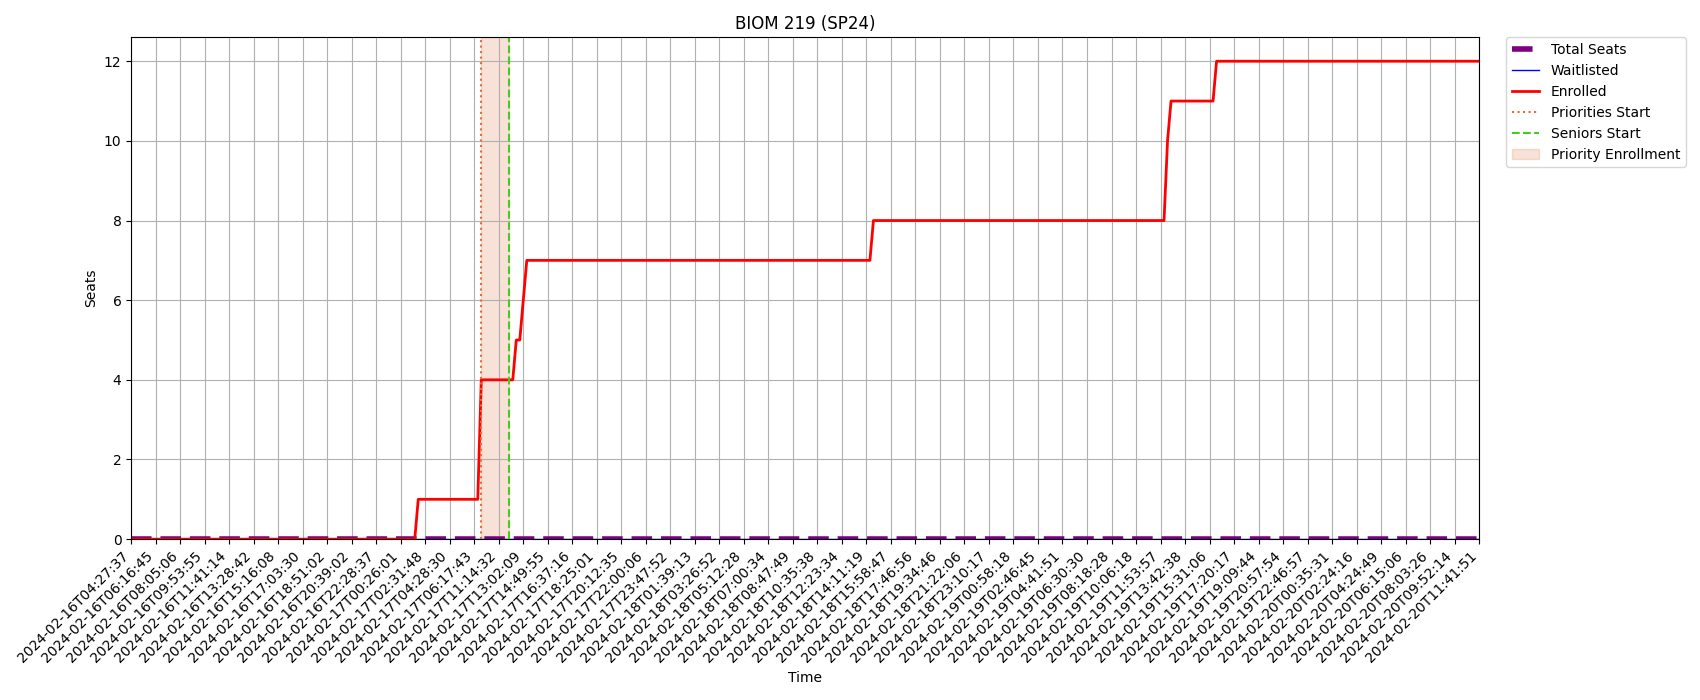 BIOM 219 (SP24)
Total Seats
Waitlisted
Enrolled
Priorities Start
Seniors Start
Priority Enrollment
Seats
12
10
8
6
4
2
0
2024-02-16T04:27:37
2024-02-16T06:16:45
2024-02-16T08:05:06
2024-02-16T09:53:55
2024-02-16T11:41:14
2024-02-16T13:28:42
2024-02-16T15:16:08
2024-02-16T17:03:30
2024-02-16T18:51:02
2024-02-16T20:39:02
2024-02-16T22:28:37
2024-02-17T00:26:01
2024-02-17T02:31:48
2024-02-17T04:28:30
2024-02-17T06:17:43
2024-02-17T11:14:32
2024-02-17T13:02:09
2024-02-17T14:49:55
2024-02-17T16:37:16
2024-02-17T18:25:01
2024-02-17T20:12:35
2024-02-17T22:00:06
2024-02-17T23:47:52
2024-02-18T01:39:13
2024-02-18T03:26:52
2024-02-18T05:12:28
2024-02-18T07:00:34
2024-02-18T08:47:49
2024-02-18T10:35:38
2024-02-18T12:23:34
2024-02-18T14:11:19
2024-02-18T15:58:47
2024-02-18T17:46:56
2024-02-18T19:34:46
2024-02-18T21:22:06
2024-02-18T23:10:17
2024-02-19T00:58:18
2024-02-19T02:46:45
2024-02-19T04:41:51
2024-02-19T06:30:30
2024-02-19T08:18:28
2024-02-19T10:06:18
2024-02-19T11:53:57
2024-02-19T13:42:38
2024-02-19T15:31:06
2024-02-19T17:20:17
2024-02-19T19:09:44
2024-02-19T20:57:54
2024-02-19T22:46:57
2024-02-20T00:35:31
2024-02-20T02:24:16
2024-02-20T04:24:49
2024-02-20T06:15:06
2024-02-20T08:03:26
2024-02-20T09:52:14
2024-02-20T11:41:51
Time